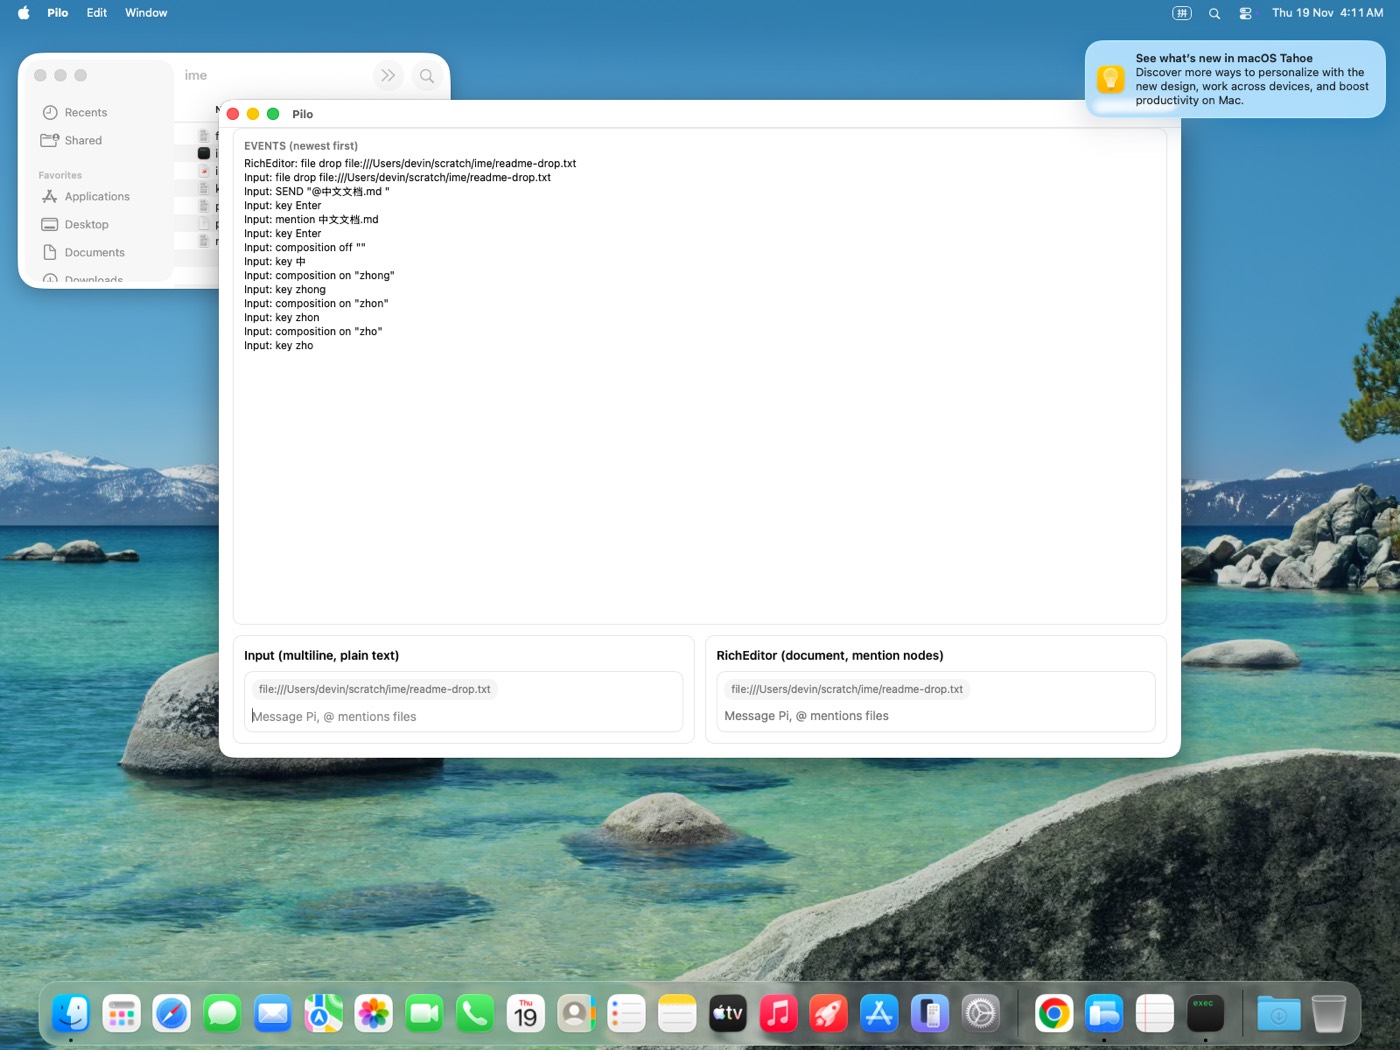 Pilo Edit Window
拼
Thu 19 Nov 4:11 AM
See what's new in macOS Tahoe
Discover more ways to personalize with the
new design, work across devices, and boost
productivity on Mac.
ime
Recents
Shared
Favorites
Applications
Desktop
Documents
Downloads
Pilo
EVENTS (newest first)
RichEditor: file drop file:///Users/devin/scratch/ime/readme-drop.txt
Input: file drop file:///Users/devin/scratch/ime/readme-drop.txt
Input: SEND "@中文文档.md "
Input: key Enter
Input: mention 中文文档.md
Input: key Enter
Input: composition off ""
Input: key 中
Input: composition on "zhong"
Input: key zhong
Input: composition on "zhon"
Input: key zhon
Input: composition on "zho"
Input: key zho
Input (multiline, plain text)
file:///Users/devin/scratch/ime/readme-drop.txt
Message Pi, @ mentions files
RichEditor (document, mention nodes)
file:///Users/devin/scratch/ime/readme-drop.txt
Message Pi, @ mentions files
Thu
19
tv
exec